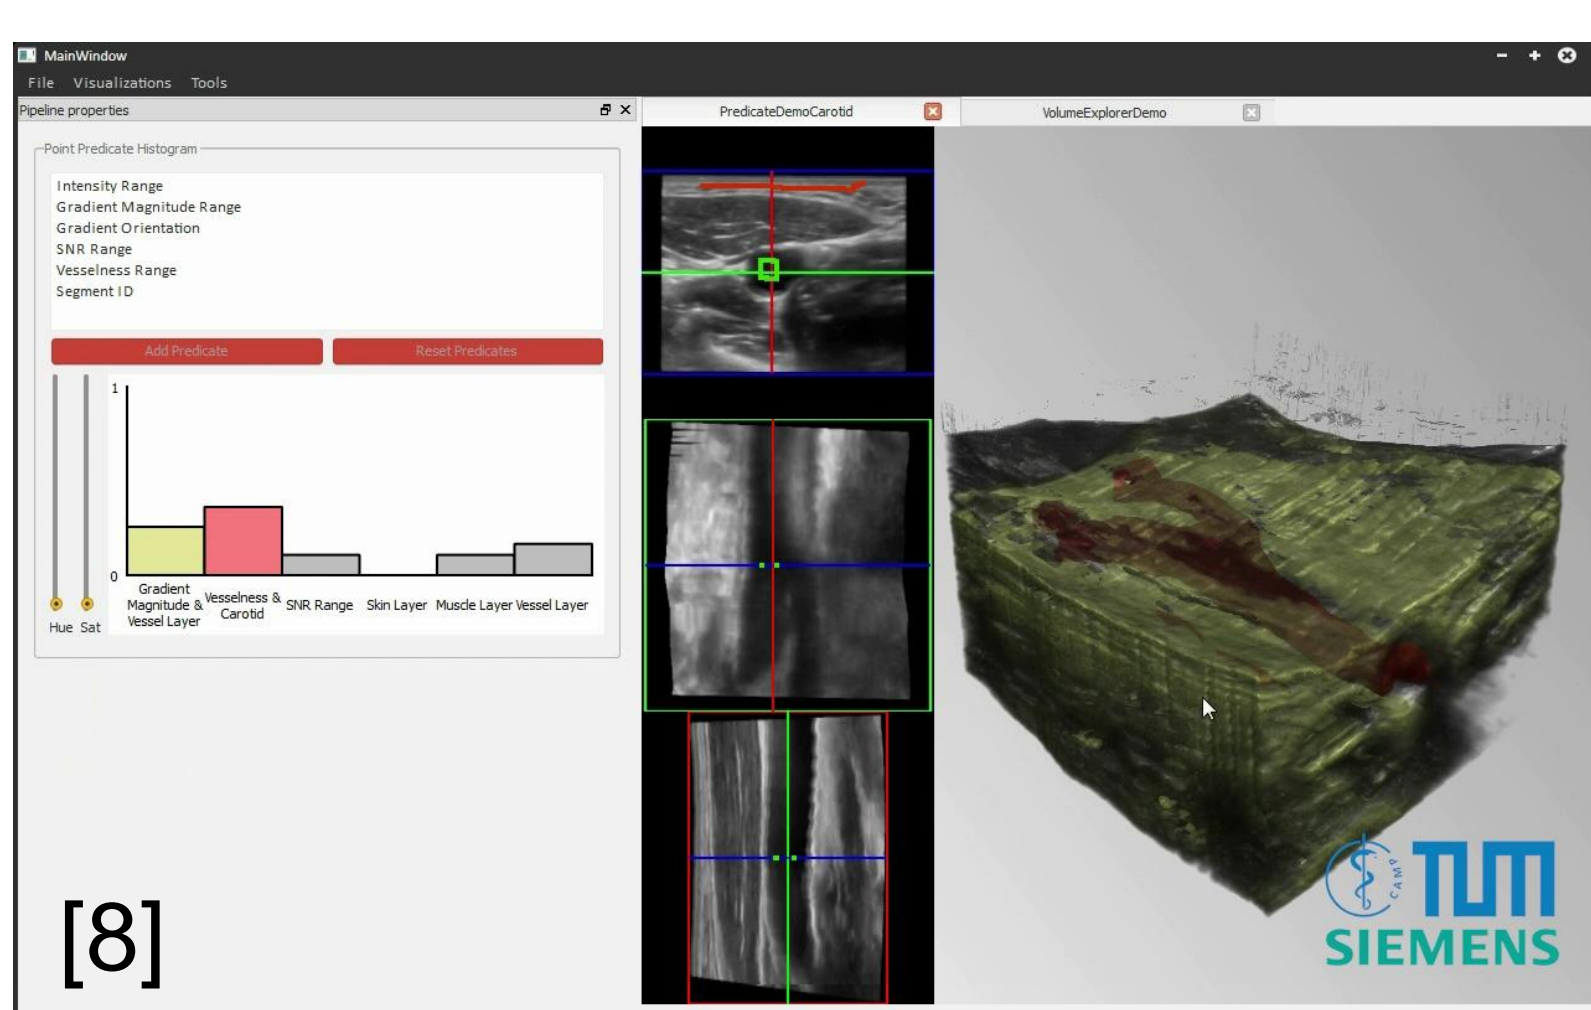 MainWindow
File Visualizations Tools
Pipeline properties
PredicateDemoCarotid
VolumeExplorerDemo
Point Predicate Histogram
Intensity Range
Gradient Magnitude Range
Gradient Orientation
SNR Range
Vesselness Range
Segment ID
Add Predicate Reset Predicates
1
0
Hue Sat
Gradient
Magnitude &
Vessel Layer
Vesselness &
Carotid
SNR Range
Skin Layer
Muscle Layer
Vessel Layer
[8]
CAMP
TUM
SIEMENS